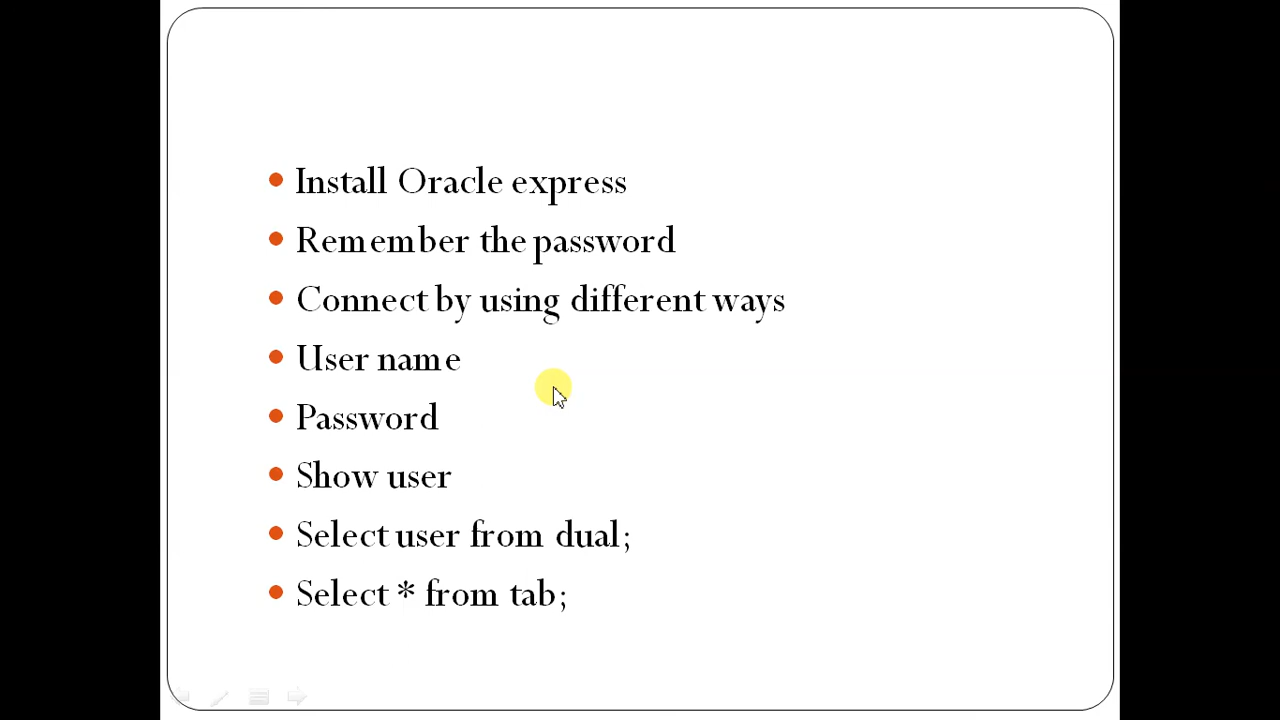 Install Oracle express
Remember the password
Connect by using different ways
User name
Password
Show user
Select user from dual;
Select * from tab;